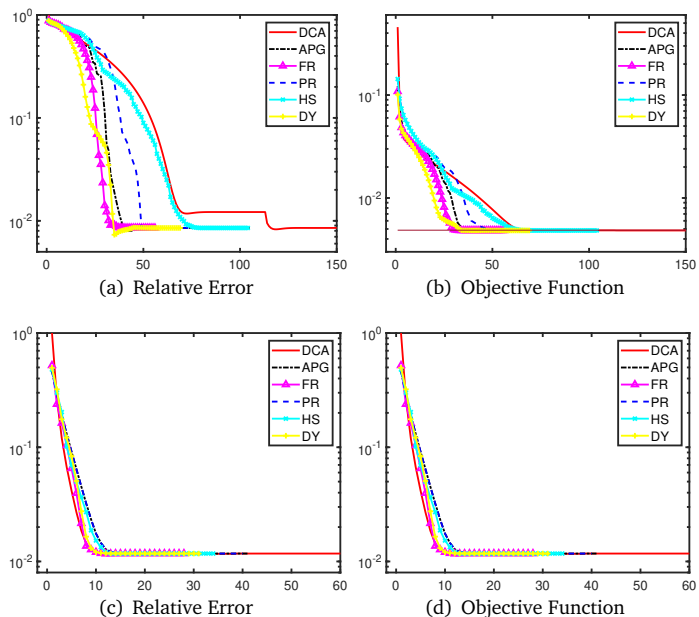 10^0
10^-1
10^-2
0
50
100
150
DCA
APG
FR
PR
HS
DY
(a) Relative Error
10^-1
10^-2
0
50
100
150
DCA
APG
FR
PR
HS
DY
(b) Objective Function
10^0
10^-1
10^-2
0
10
20
30
40
50
60
DCA
APG
FR
PR
HS
DY
(c) Relative Error
10^0
10^-1
10^-2
0
10
20
30
40
50
60
DCA
APG
FR
PR
HS
DY
(d) Objective Function